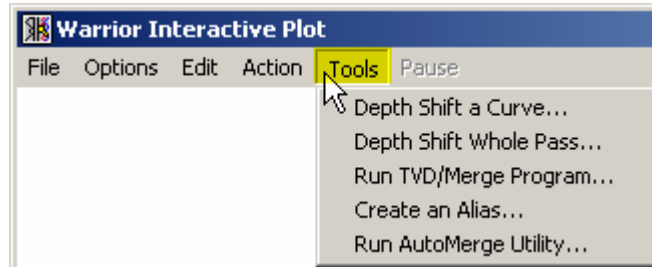 Warrior Interactive Plot
File Options Edit Action Tools Pause
Depth Shift a Curve...
Depth Shift Whole Pass...
Run TVD/Merge Program...
Create an Alias...
Run AutoMerge Utility...